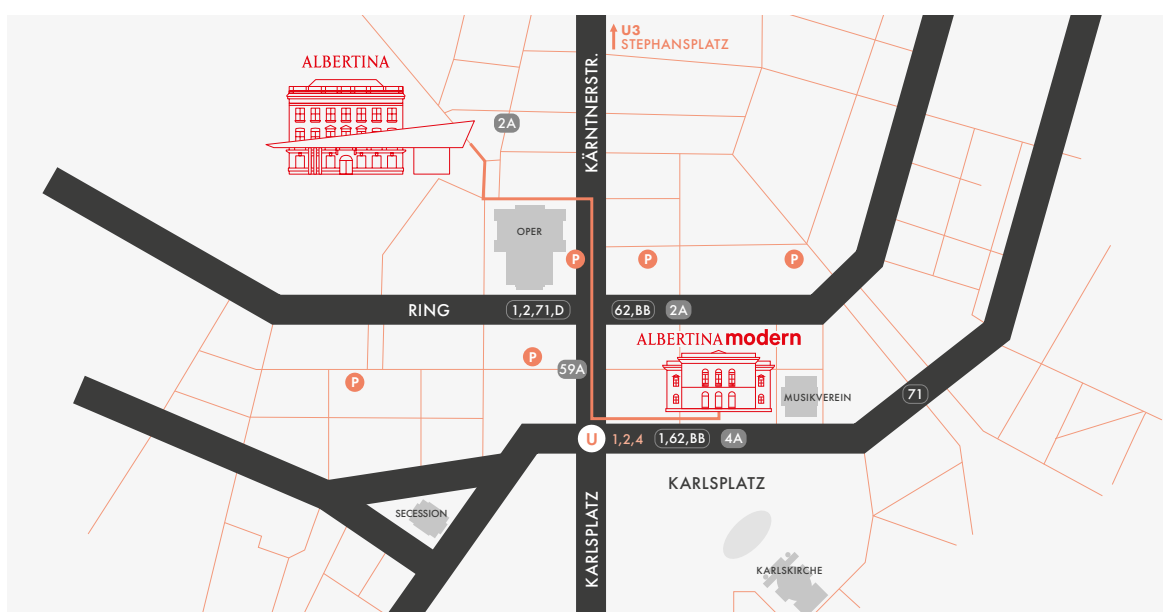 U3
STEPHANSPLATZ
ALBERTINA
KÄRNTNERSTR.
2A
OPER
P
P
P
RING
1,2,71,D
62,BB
2A
ALBERTINA modern
P
59A
P
MUSIKVEREIN
71
U
1,2,4
1,62,BB
4A
KARLSPLATZ
SECESSION
KARLSPLATZ
KARLSKIRCHE